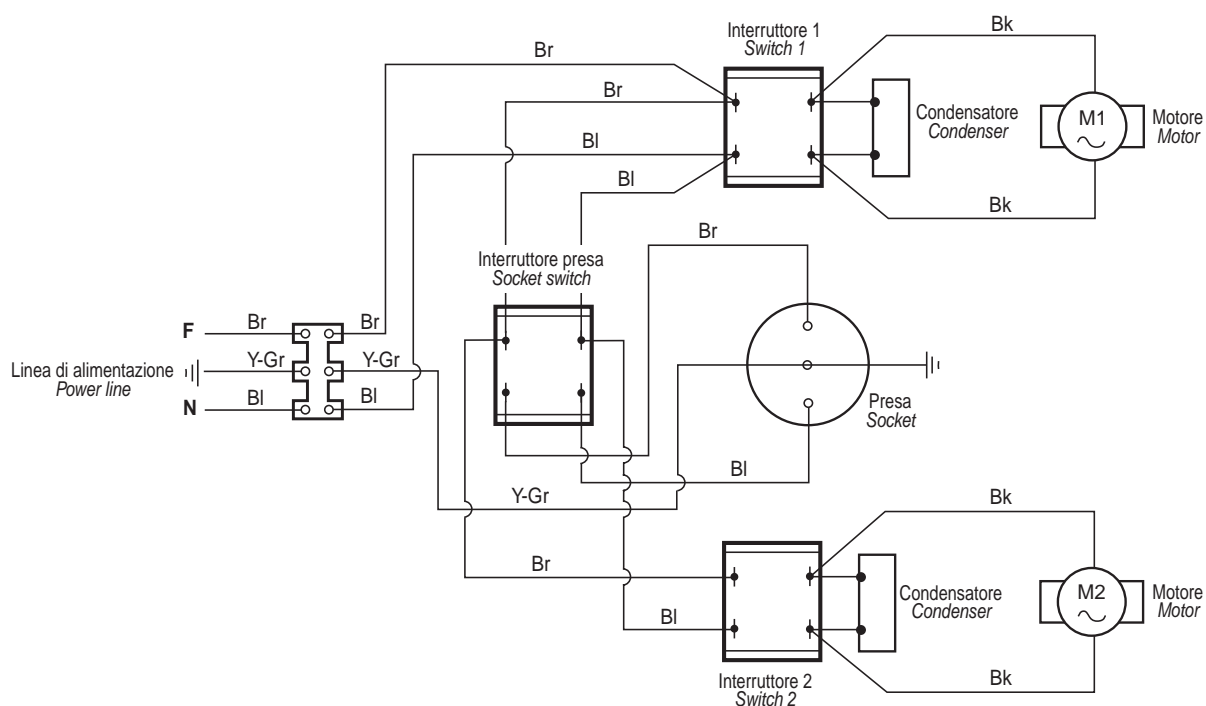 Interruttore 1
Switch 1
Bk
Br
Br
Condensatore
Condenser
M1
Motore
Motor
Bl
Bl
Bk
Br
Interruttore presa
Socket switch
F
Br
Br
Linea di alimentazione
Power line
Y-Gr
Y-Gr
N
Bl
Bl
Presa
Socket
Bl
Y-Gr
Bk
Br
Condensatore
Condenser
M2
Motore
Motor
Bl
Interruttore 2
Switch 2
Bk